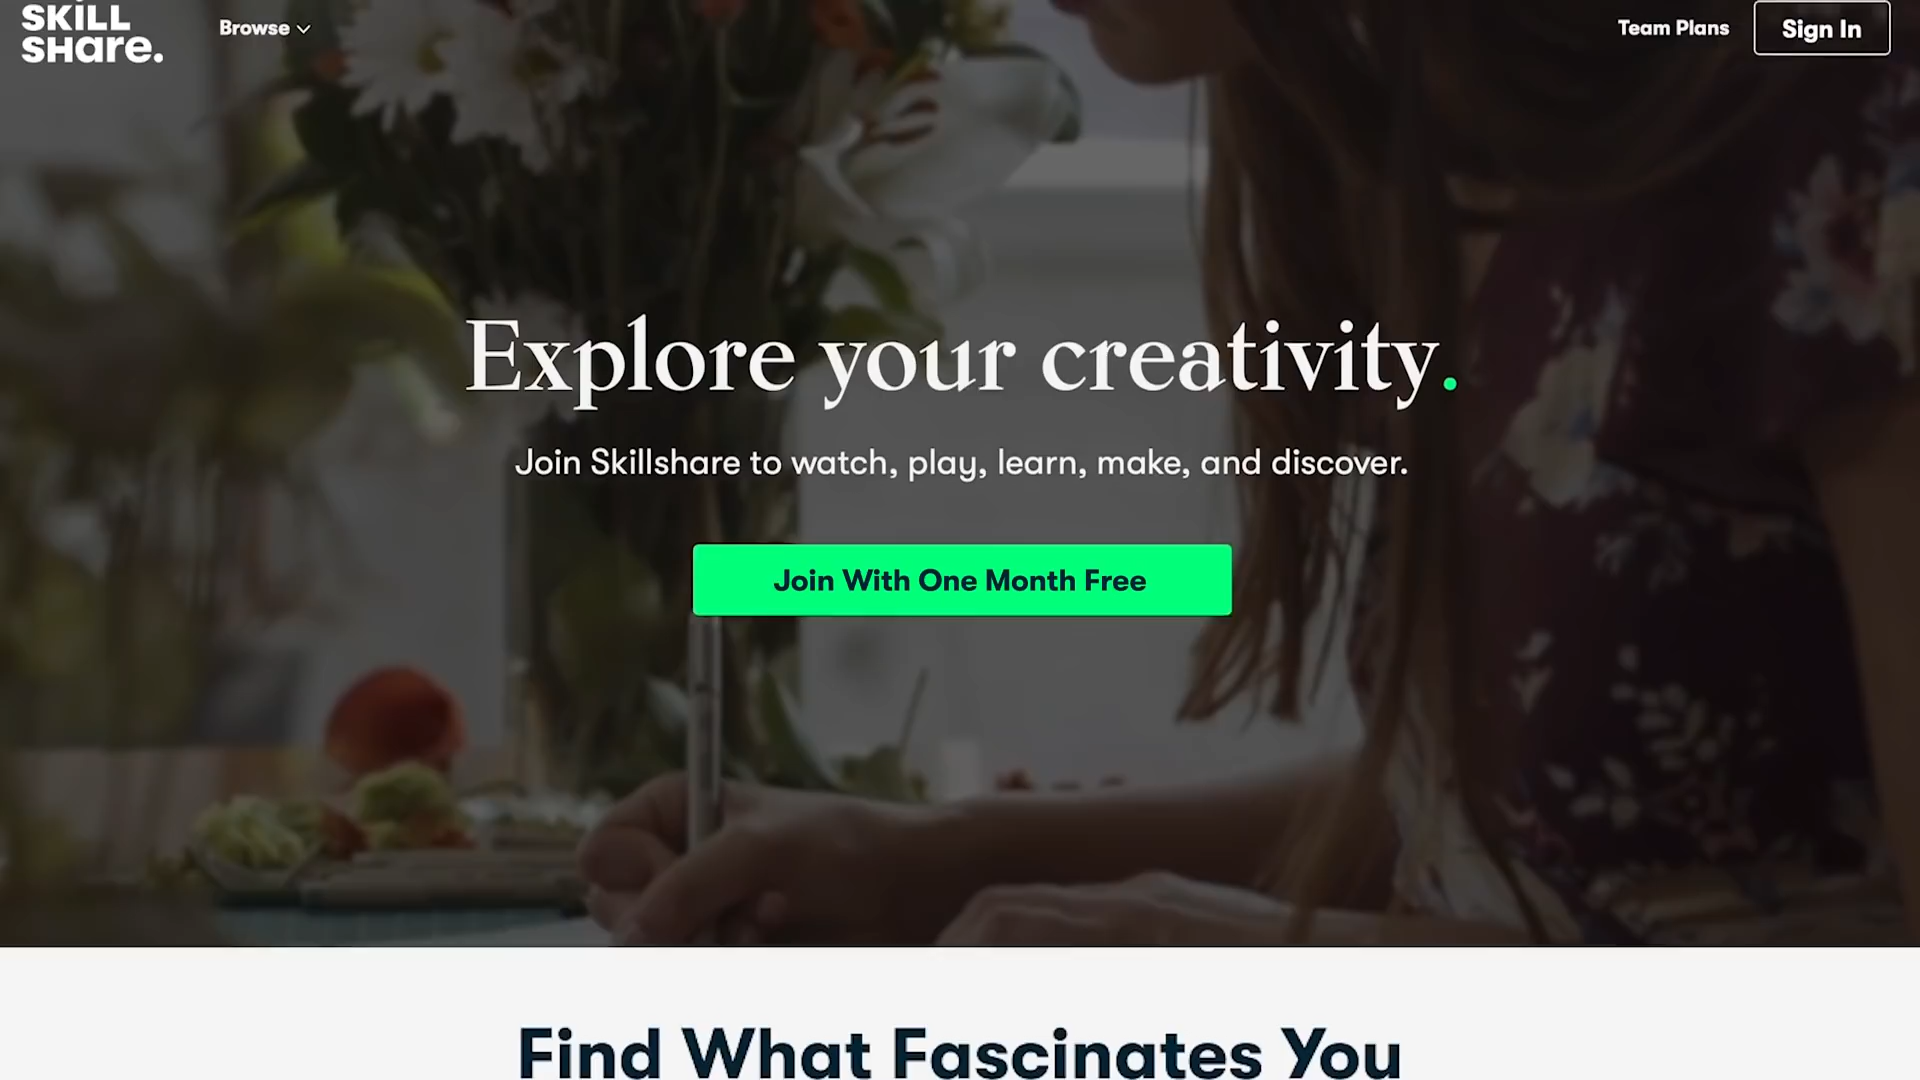 SKiLL
SHare.
Browse
Team Plans
Sign In
Explore your creativity.
Join Skillshare to watch, play, learn, make, and discover.
Join With One Month Free
Find What Fascinates You